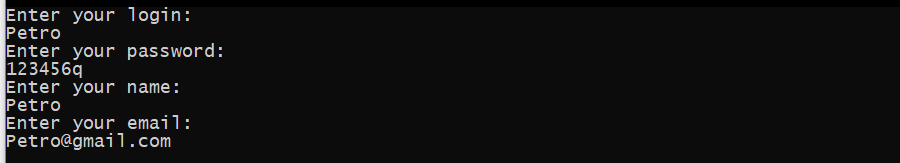 Enter your login:
Petro
Enter your password:
123456q
Enter your name:
Petro
Enter your email:
Petro@gmail.com